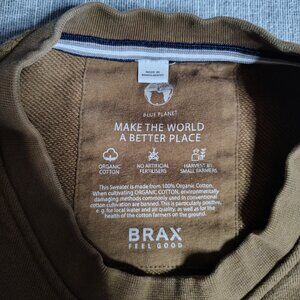 MADE IN
BLUE PLANET
MAKE THE WORLD
A BETTER PLACE
ORGANIC
COTTON
NO ARTIFICIAL
FERTILISERS
HARVEST BY
SMALL FARMERS
This Sweater is made from 100% Organic Cotton.
When cultivating ORGANIC COTTON, environmentally
damaging methods commonly used in conventional
cotton cultivation are banned. This is particularly positive,
e.g. for local water and air quality, as well as for the
health of the cotton farmers on the ground.
BRAX
FEEL GOOD